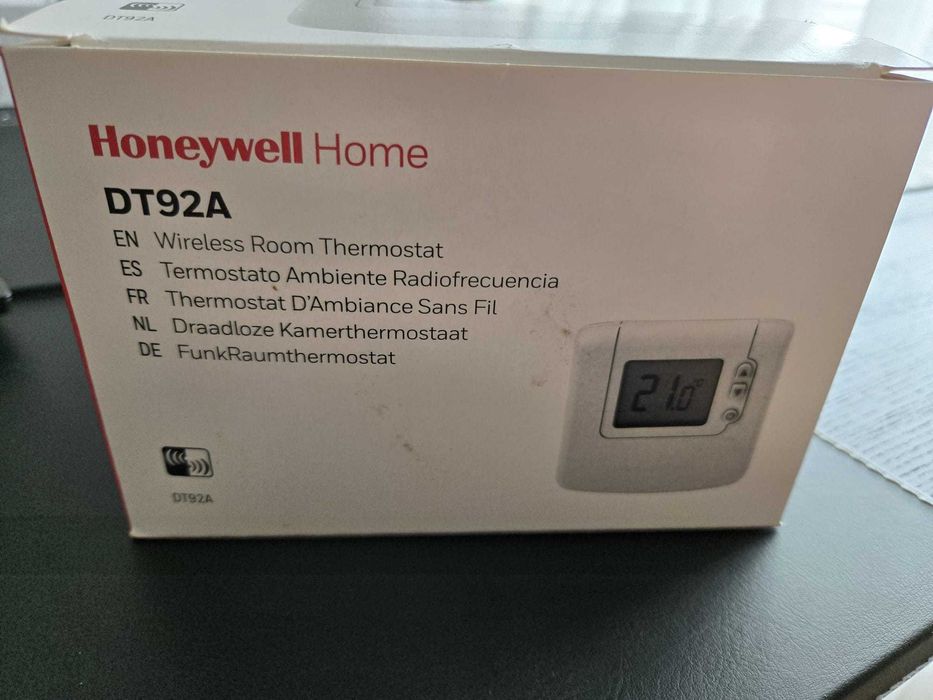 DT92A
Honeywell Home
DT92A
EN Wireless Room Thermostat
ES Termostato Ambiente Radiofrecuencia
FR Thermostat D'Ambiance Sans Fil
NL Draadloze Kamerthermostaat
DE FunkRaumthermostat
21.0°C
DT92A